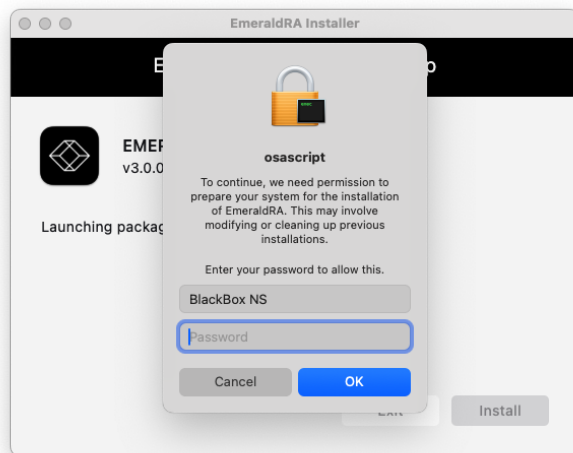 EmeraldRA Installer
E
p
EMER
v3.0.0
Launching packag
osascript
To continue, we need permission to
prepare your system for the installation
of EmeraldRA. This may involve
modifying or cleaning up previous
installations.
Enter your password to allow this.
BlackBox NS
Password
Cancel
OK
Exit
Install